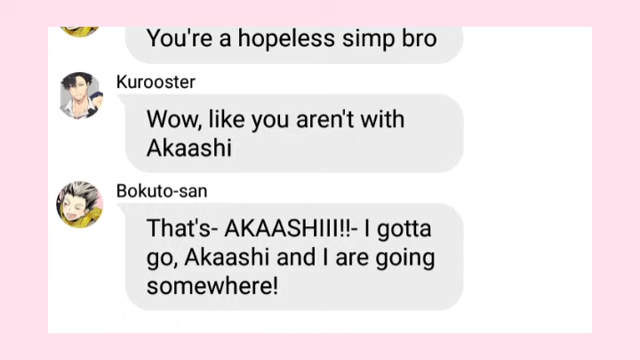 You're a hopeless simp bro
Kurooster
Wow, like you aren't with
Akaashi
Bokuto-san
That's- AKAASHIII!!- I gotta
go, Akaashi and I are going
somewhere!